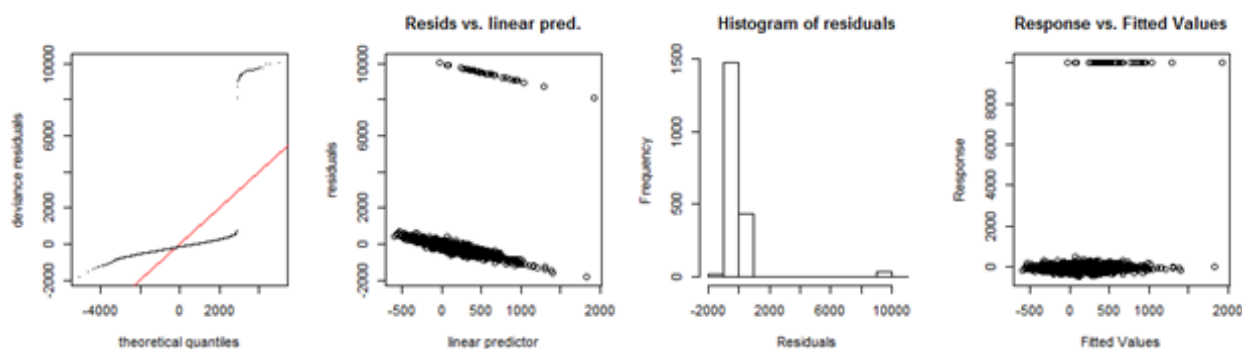 Resids vs. linear pred.
Histogram of residuals
Response vs. Fitted Values
deviance residuals
-2000 0 2000 6000 10000
-4000 0 2000
theoretical quantiles
residuals
-2000 0 2000 6000 10000
-500 0 500 1000 2000
linear predictor
Frequency
0 500 1500
-2000 2000 6000 10000
Residuals
Response
0 2000 4000 6000 8000
-500 0 500 1000 2000
Fitted Values